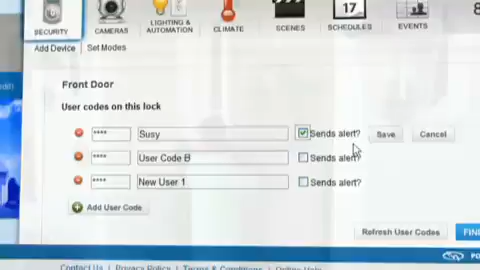 17
SECURITY CAMERAS LIGHTING & AUTOMATION CLIMATE SCENES SCHEDULES EVENTS
Add Device Set Modes
Front Door
User codes on this lock
**** Susy Sends alert? Save Cancel
**** User Code B Sends alert?
**** New User 1 Sends alert?
Add User Code
Refresh User Codes
Contact Us | Privacy Policy | Terms & Conditions | Online Help